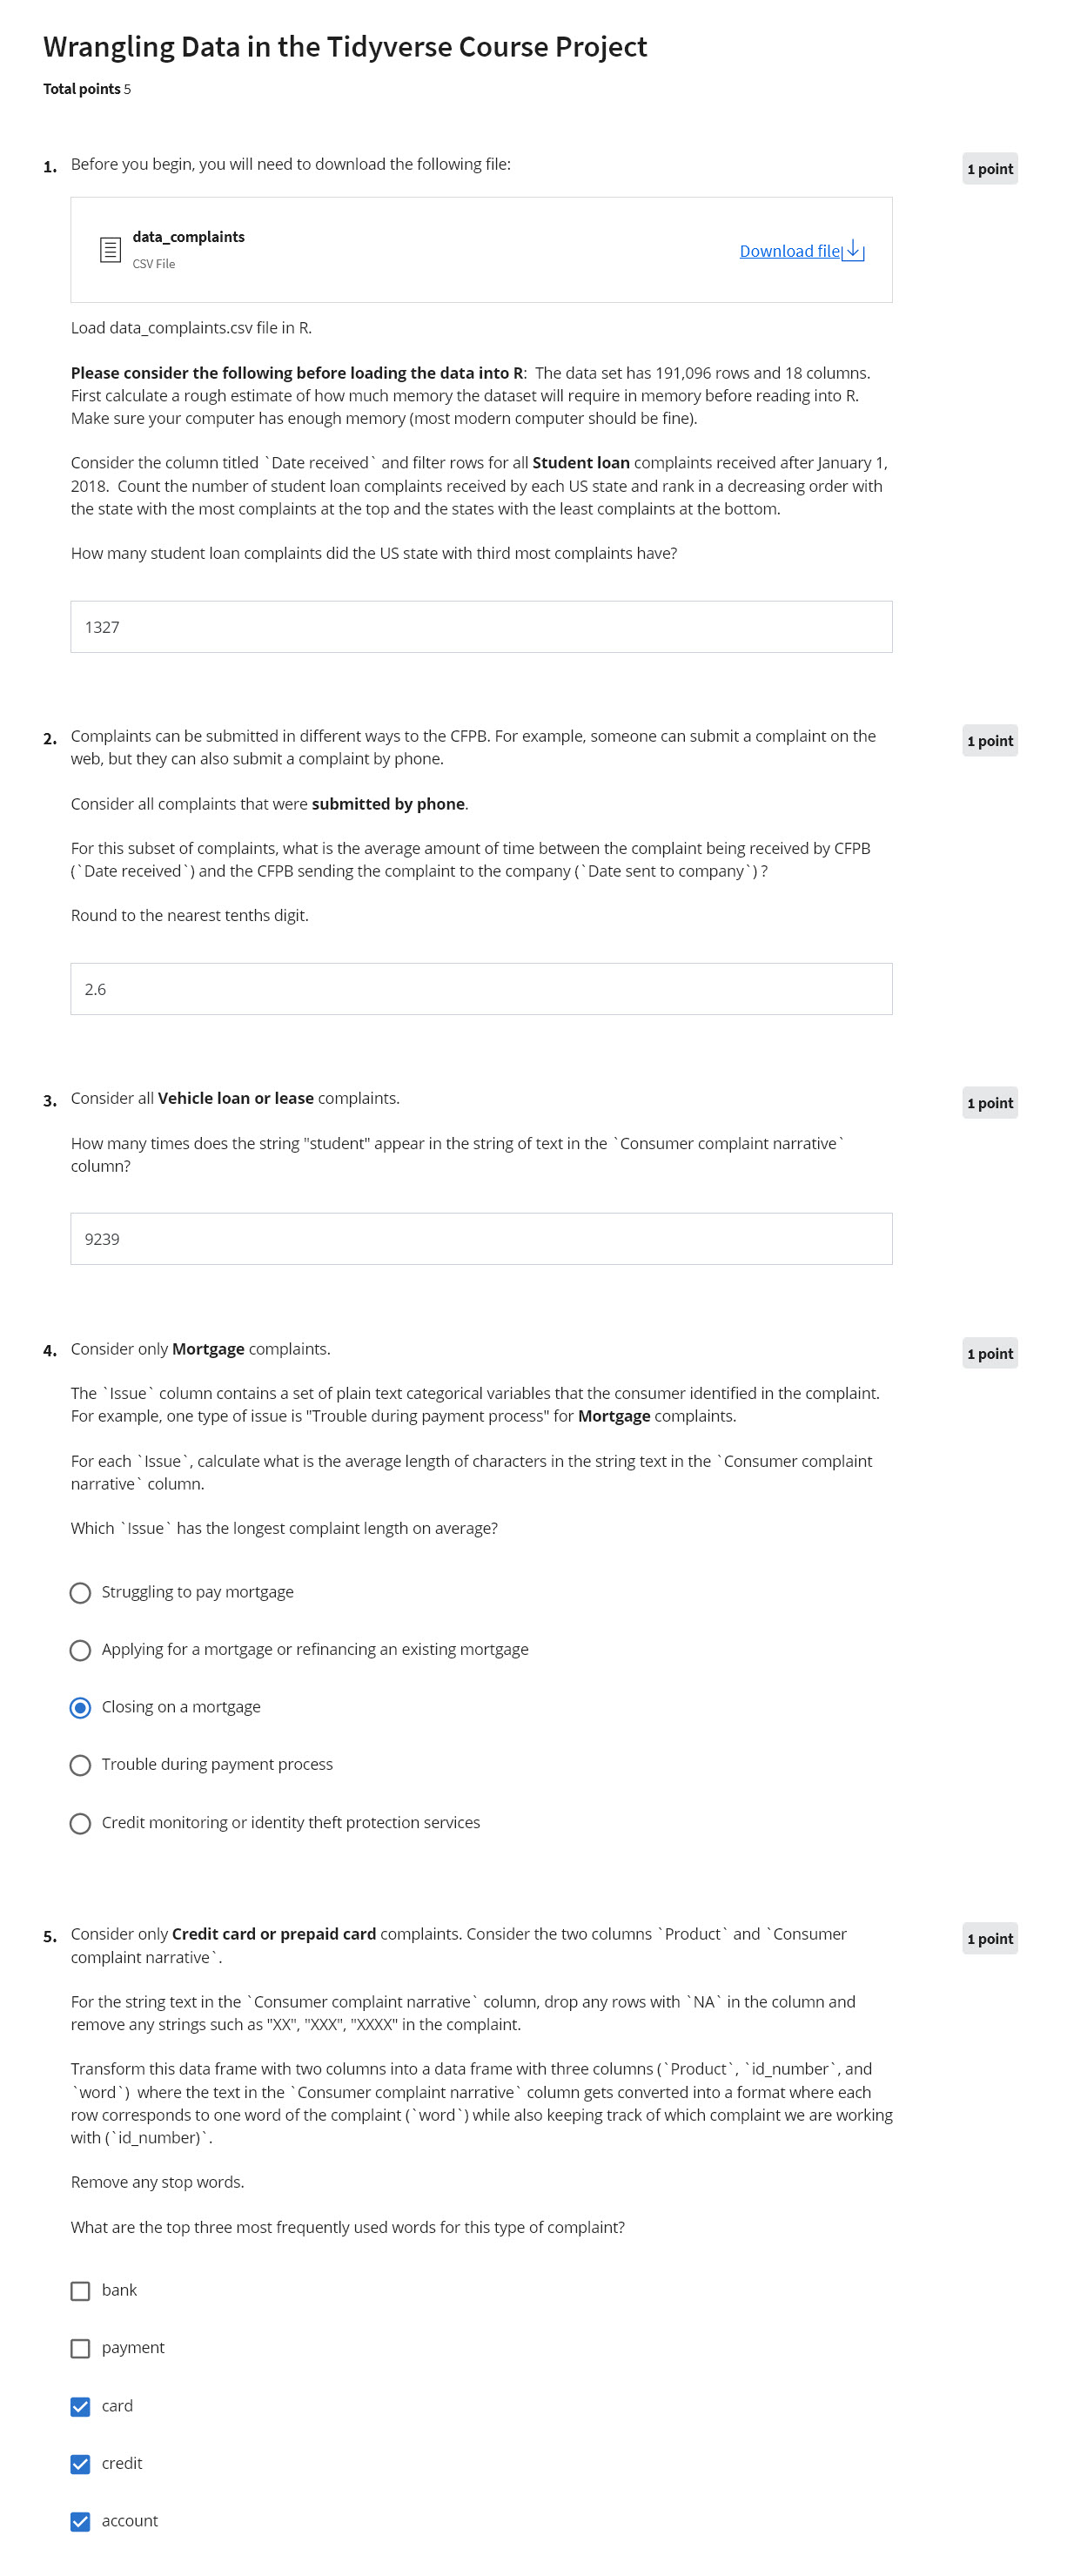 Wrangling Data in the Tidyverse Course Project
Total points 5
1. Before you begin, you will need to download the following file:
1 point
data_complaints
CSV File
Download file
Load data_complaints.csv file in R.
Please consider the following before loading the data into R:  The data set has 191,096 rows and 18 columns.
First calculate a rough estimate of how much memory the dataset will require in memory before reading into R.
Make sure your computer has enough memory (most modern computer should be fine).
Consider the column titled `Date received` and filter rows for all Student loan complaints received after January 1,
2018.  Count the number of student loan complaints received by each US state and rank in a decreasing order with
the state with the most complaints at the top and the states with the least complaints at the bottom.
How many student loan complaints did the US state with third most complaints have?
1327
2. Complaints can be submitted in different ways to the CFPB. For example, someone can submit a complaint on the
1 point
web, but they can also submit a complaint by phone.
Consider all complaints that were submitted by phone.
For this subset of complaints, what is the average amount of time between the complaint being received by CFPB
(`Date received`) and the CFPB sending the complaint to the company (`Date sent to company`) ?
Round to the nearest tenths digit.
2.6
3. Consider all Vehicle loan or lease complaints.
1 point
How many times does the string "student" appear in the string of text in the `Consumer complaint narrative`
column?
9239
4. Consider only Mortgage complaints.
1 point
The `Issue` column contains a set of plain text categorical variables that the consumer identified in the complaint.
For example, one type of issue is "Trouble during payment process" for Mortgage complaints.
For each `Issue`, calculate what is the average length of characters in the string text in the `Consumer complaint
narrative` column.
Which `Issue` has the longest complaint length on average?
Struggling to pay mortgage
Applying for a mortgage or refinancing an existing mortgage
Closing on a mortgage
Trouble during payment process
Credit monitoring or identity theft protection services
5. Consider only Credit card or prepaid card complaints. Consider the two columns `Product` and `Consumer
1 point
complaint narrative`.
For the string text in the `Consumer complaint narrative` column, drop any rows with `NA` in the column and
remove any strings such as "XX", "XXX", "XXXX" in the complaint.
Transform this data frame with two columns into a data frame with three columns (`Product`, `id_number`, and
`word`)  where the text in the `Consumer complaint narrative` column gets converted into a format where each
row corresponds to one word of the complaint (`word`) while also keeping track of which complaint we are working
with (`id_number)`.
Remove any stop words.
What are the top three most frequently used words for this type of complaint?
bank
payment
card
credit
account